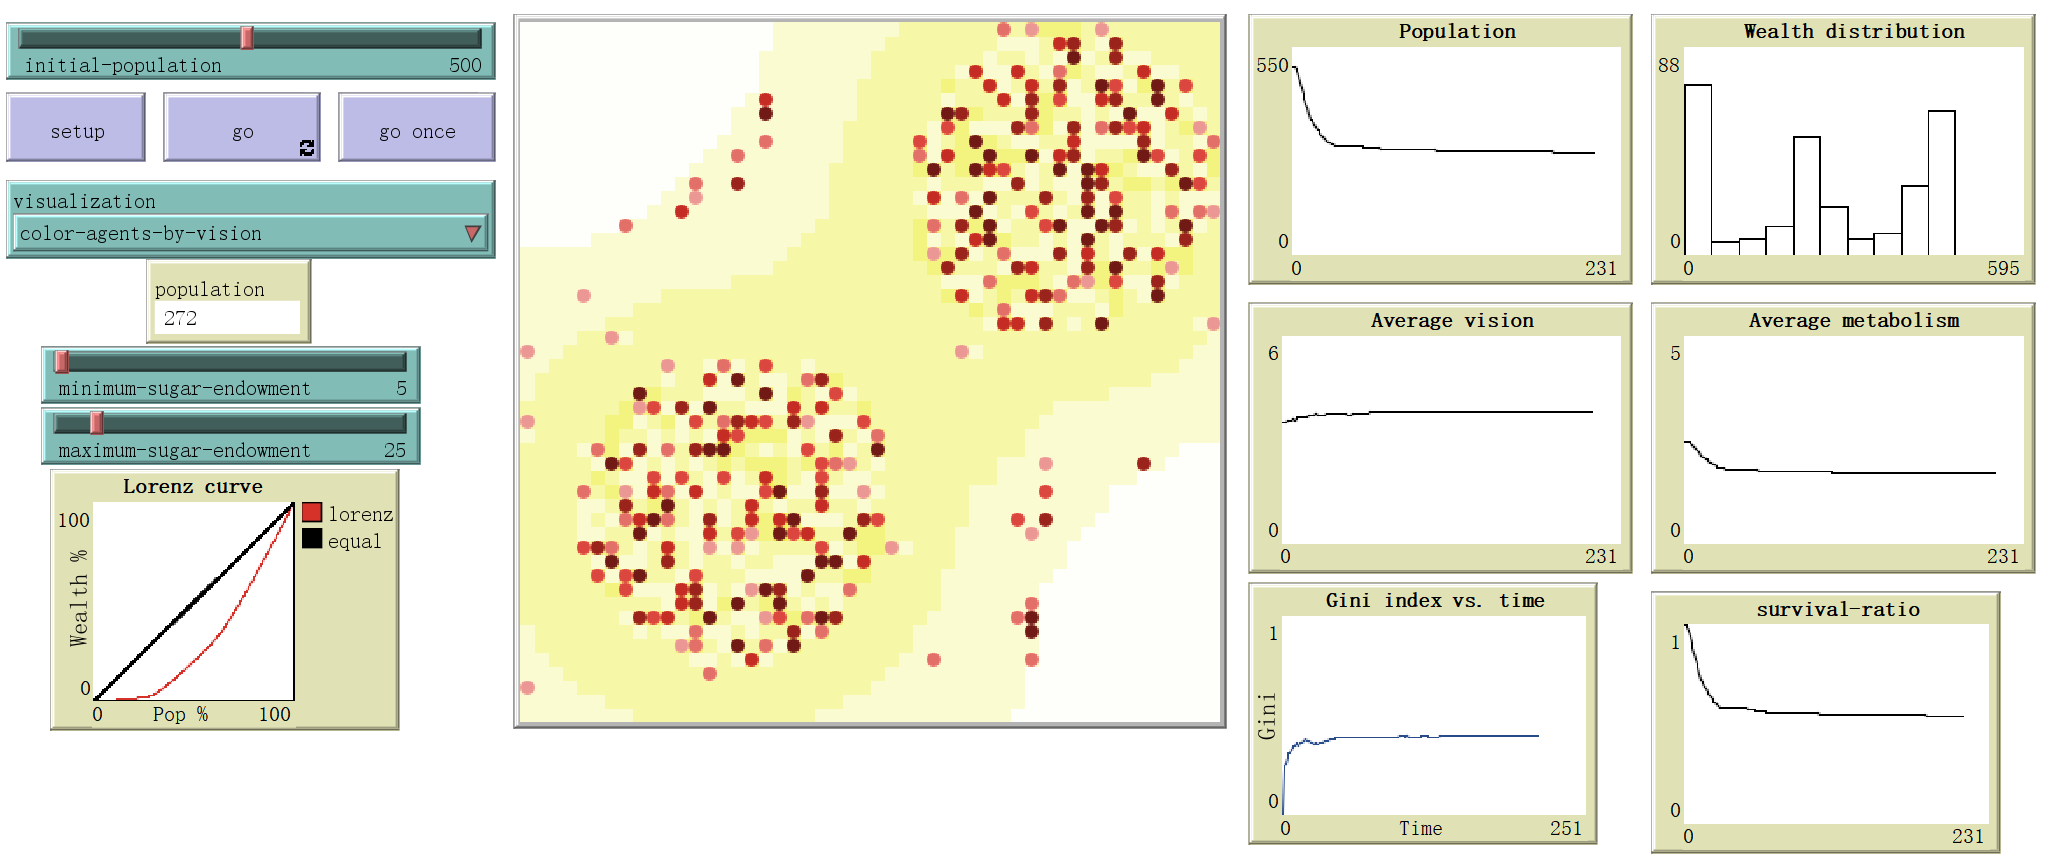 initial-population 500
setup
go
go once
visualization
color-agents-by-vision
population
272
minimum-sugar-endowment 5
maximum-sugar-endowment 25
Lorenz curve
100
Wealth %
0
0 Pop % 100
lorenz
equal
Population
550
0
0 231
Wealth distribution
88
0
0 595
Average vision
6
0
0 231
Average metabolism
5
0
0 231
Gini index vs. time
1
Gini
0
0 Time 251
survival-ratio
1
0
0 231